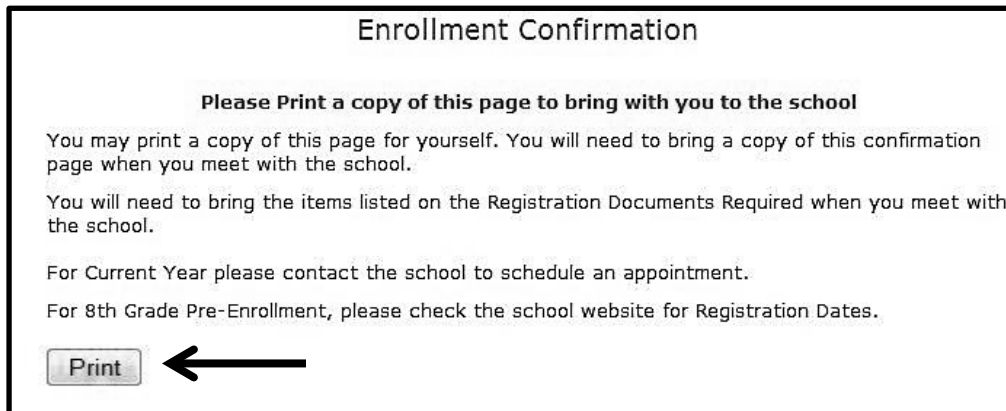 Enrollment Confirmation
Please Print a copy of this page to bring with you to the school
You may print a copy of this page for yourself. You will need to bring a copy of this confirmation
page when you meet with the school.
You will need to bring the items listed on the Registration Documents Required when you meet with
the school.
For Current Year please contact the school to schedule an appointment.
For 8th Grade Pre-Enrollment, please check the school website for Registration Dates.
Print